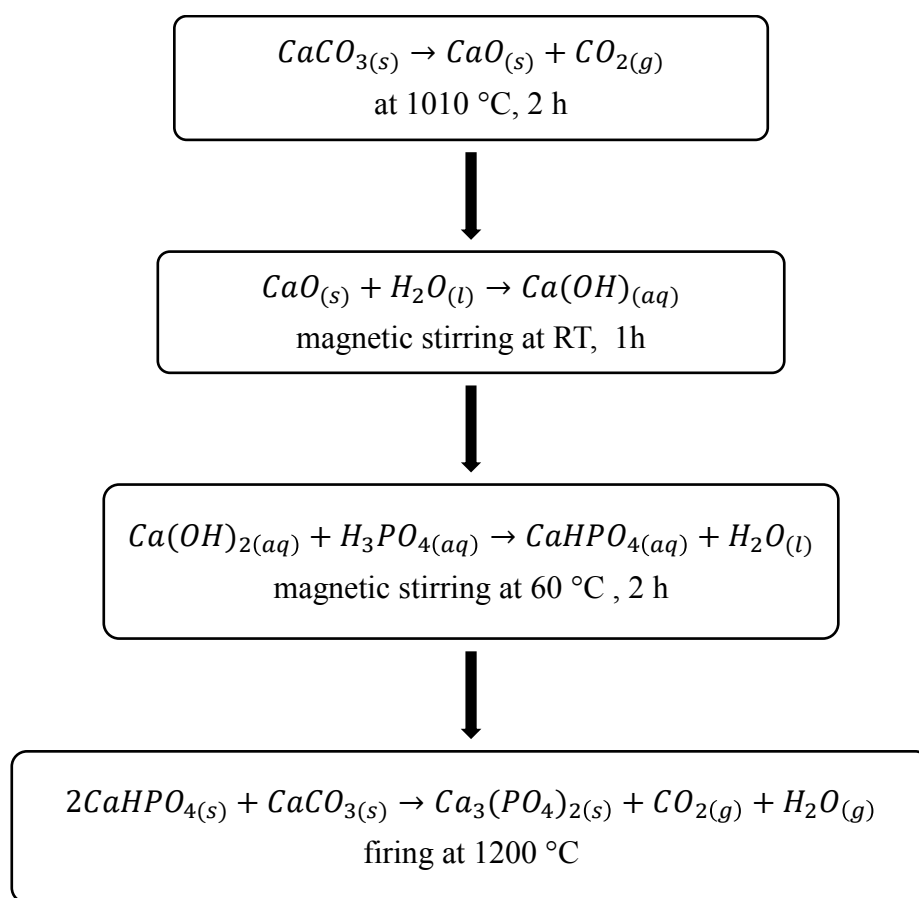 CaCO₃₍ₛ₎ → CaO₍ₛ₎ + CO₂₍g₎
at 1010 °C, 2 h
CaO₍ₛ₎ + H₂O₍ₗ₎ → Ca(OH)₍aq₎
magnetic stirring at RT, 1h
Ca(OH)₂₍aq₎ + H₃PO₄₍aq₎ → CaHPO₄₍aq₎ + H₂O₍ₗ₎
magnetic stirring at 60 °C , 2 h
2CaHPO₄₍ₛ₎ + CaCO₃₍ₛ₎ → Ca₃(PO₄)₂₍ₛ₎ + CO₂₍g₎ + H₂O₍g₎
firing at 1200 °C